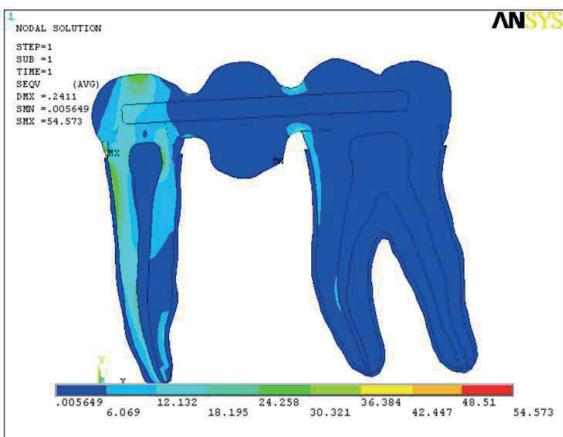 1
ANSYS
NODAL SOLUTION
STEP=1
SUB =1
TIME=1
SEQV (AVG)
DMX =.2411
SMN =.005649
SMX =54.573
MX
MN
Y
Z X
.005649 12.132 24.258 36.384 48.51
6.069 18.195 30.321 42.447 54.573